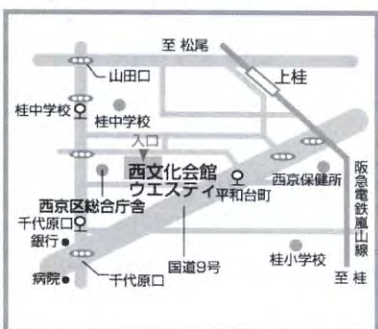 至 松尾
上桂
山田口
桂中学校
桂中学校
入口
西文化会館
ウエスティ
平和台町
西京保健所
阪急電鉄嵐山線
西京区総合庁舎
千代原口
銀行
国道9号
桂小学校
病院
千代原口
至 桂